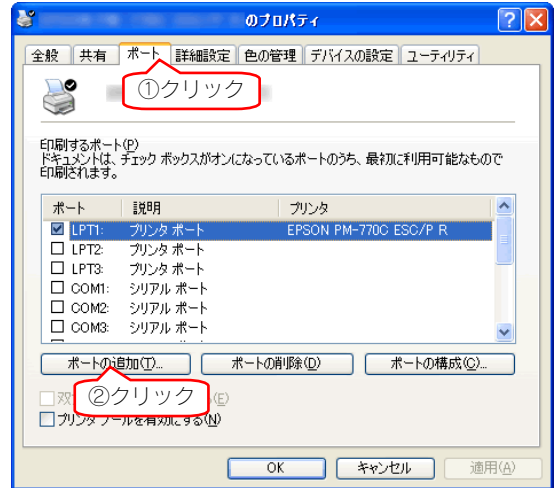 のプロパティ
全般 共有 ポート 詳細設定 色の管理 デバイスの設定 ユーティリティ
①クリック
印刷するポート(P)
ドキュメントは、チェック ボックスがオンになっているポートのうち、最初に利用可能なもので
印刷されます。
ポート 説明 プリンタ
LPT1: プリンタ ポート EPSON PM-770C ESC/P R
LPT2: プリンタ ポート
LPT3: プリンタ ポート
COM1: シリアル ポート
COM2: シリアル ポート
COM3: シリアル ポート
ポートの追加(T)... ポートの削除(D) ポートの構成(C)...
②クリック
双 (E)
プリンタ プールを有効にする(N)
OK キャンセル 適用(A)